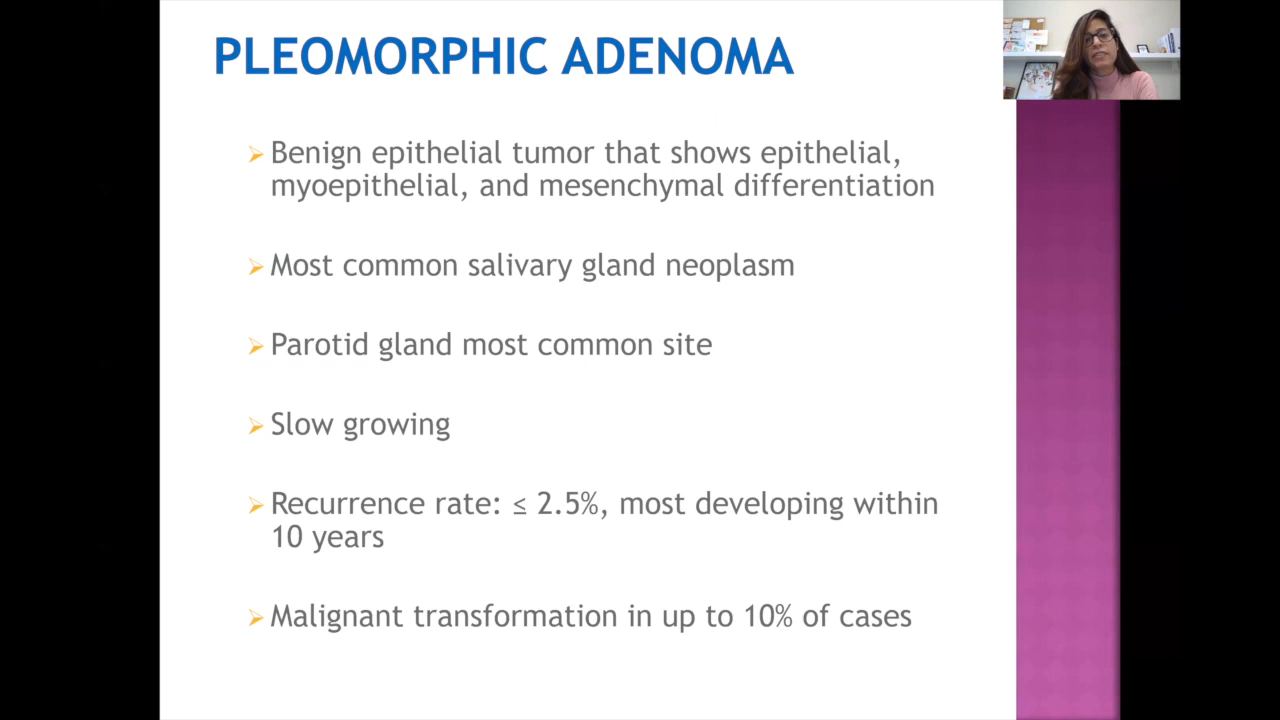 PLEOMORPHIC ADENOMA
Benign epithelial tumor that shows epithelial,
myoepithelial, and mesenchymal differentiation
Most common salivary gland neoplasm
Parotid gland most common site
Slow growing
Recurrence rate: ≤ 2.5%, most developing within
10 years
Malignant transformation in up to 10% of cases